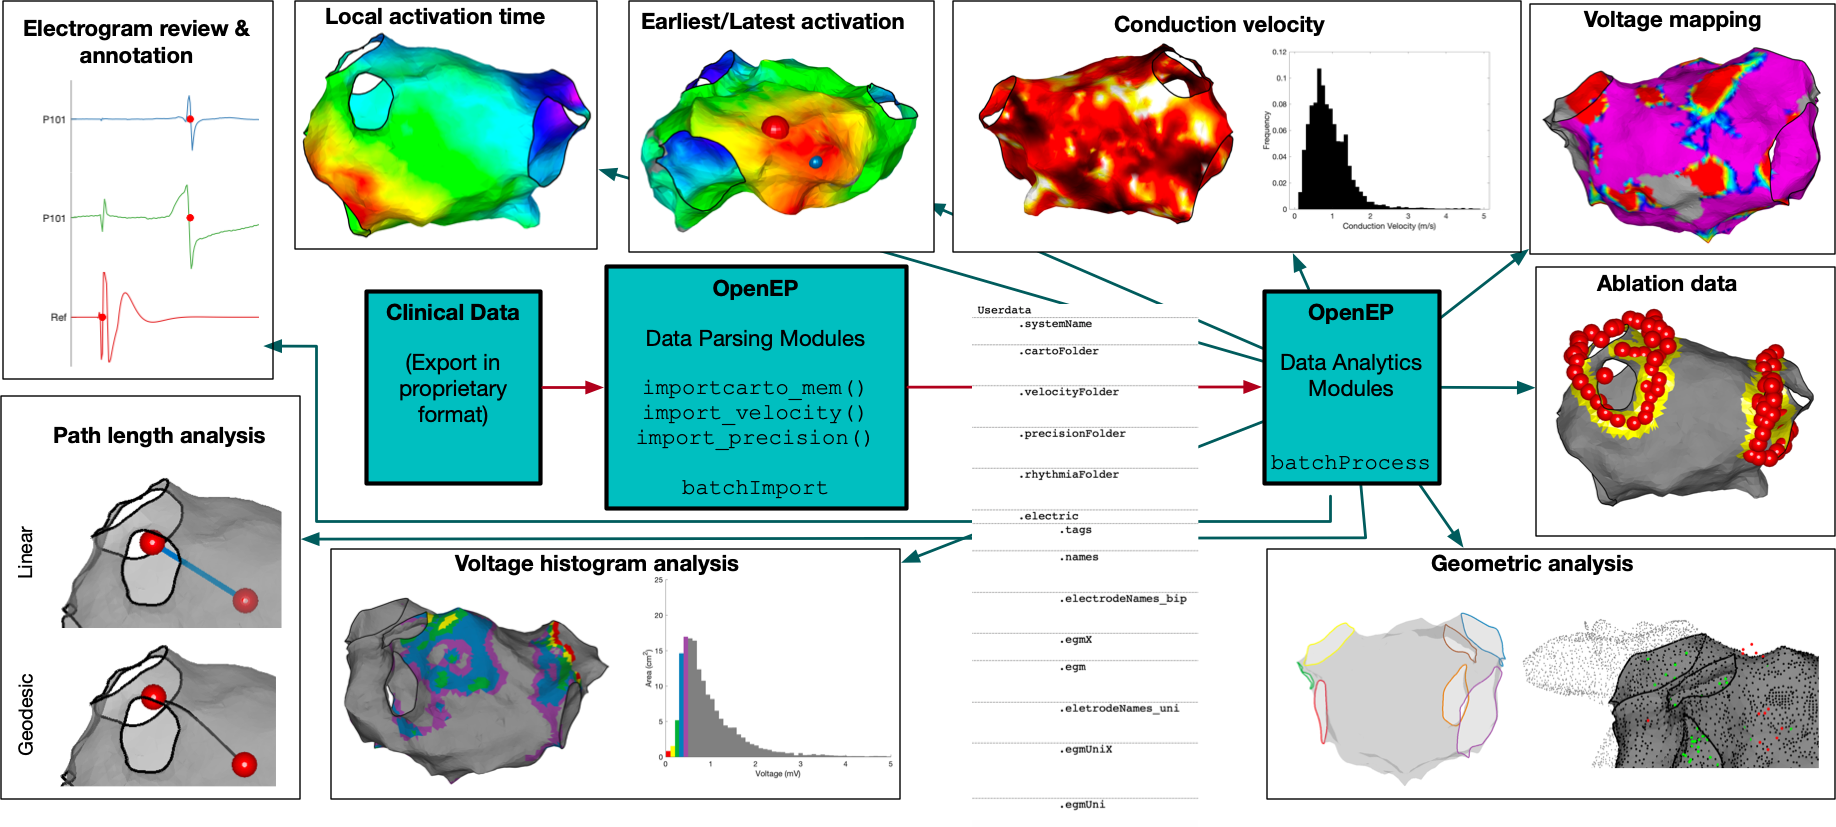 Electrogram review &
annotation
P101
P101
Ref
Local activation time
Earliest/Latest activation
Conduction velocity
Frequency
0.12
0.1
0.08
0.06
0.04
0.02
0
0 1 2 3 4 5
Conduction Velocity (m/s)
Voltage mapping
Clinical Data
(Export in
proprietary
format)
OpenEP
Data Parsing Modules
importcarto_mem()
import_velocity()
import_precision()
batchImport
Userdata
.systemName
.cartoFolder
.velocityFolder
.precisionFolder
.rhythmiaFolder
.electric
.tags
.names
.electrodeNames_bip
.egmX
.egm
.eletrodeNames_uni
.egmUniX
.egmUni
OpenEP
Data Analytics
Modules
batchProcess
Ablation data
Path length analysis
Linear
Geodesic
Voltage histogram analysis
Area (cm²)
25
20
15
10
5
0
0 1 2 3 4 5
Voltage (mV)
Geometric analysis